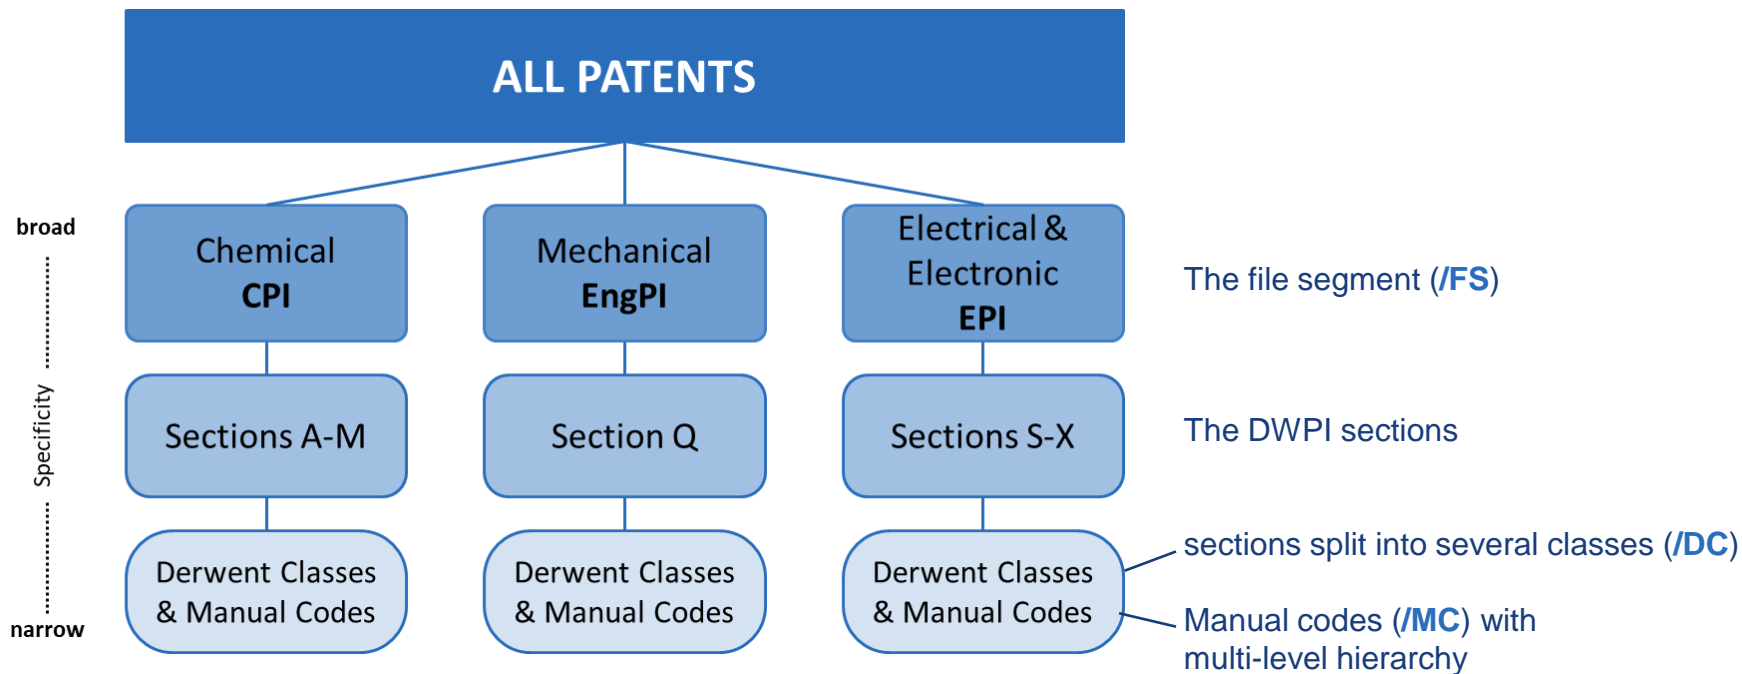 ALL PATENTS
broad
Specificity
narrow
Chemical
CPI
Mechanical
EngPI
Electrical &
Electronic
EPI
The file segment (/FS)
Sections A-M
Section Q
Sections S-X
The DWPI sections
Derwent Classes
& Manual Codes
Derwent Classes
& Manual Codes
Derwent Classes
& Manual Codes
sections split into several classes (/DC)
Manual codes (/MC) with
multi-level hierarchy